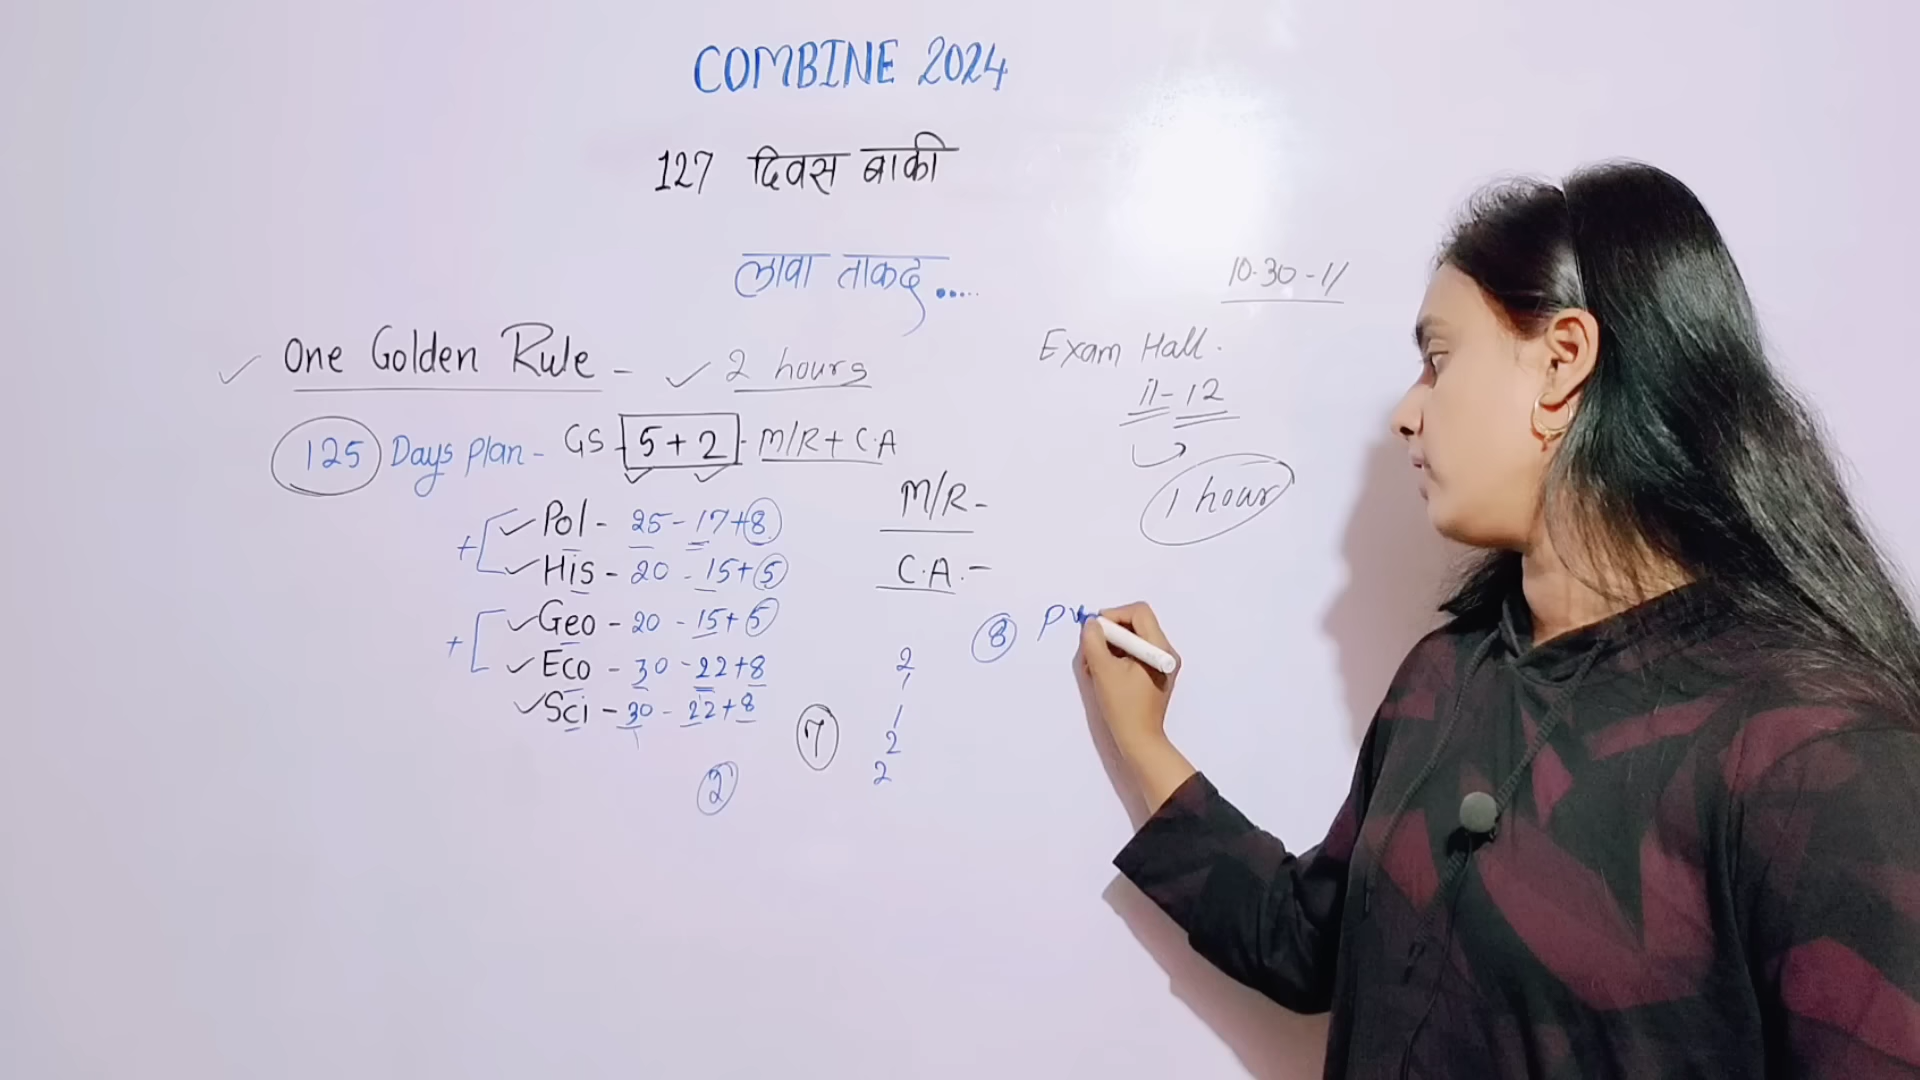 COMBINE 2024
127 दिवस बाकी
लावा ताकद.....
10.30-11
One Golden Rule - ✓ 2 hours
Exam Hall.
11-12
1 hour
125 Days plan - GS - 5+2 - M/R + C.A
M/R -
Pol - 25 - 17+8
His - 20 - 15+5
C.A. -
Geo - 20 - 15+5
8
Eco - 30 - 22+8
2
1
Sci - 30 - 22+8
1
7
2
2
2